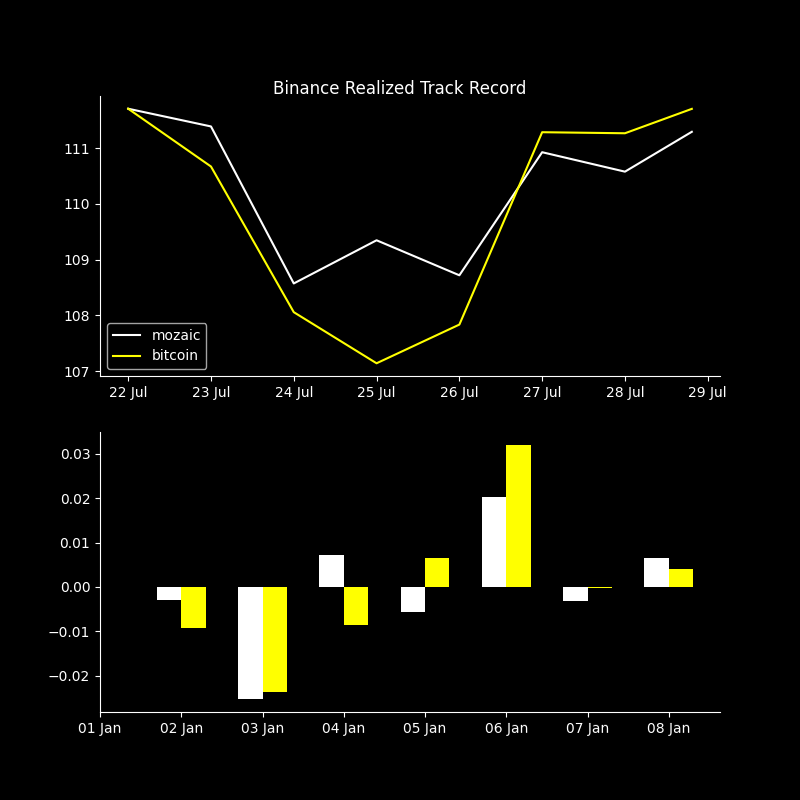 Binance Realized Track Record
111
110
109
108
107
mozaic
bitcoin
22 Jul 23 Jul 24 Jul 25 Jul 26 Jul 27 Jul 28 Jul 29 Jul
0.03
0.02
0.01
0.00
−0.01
−0.02
01 Jan 02 Jan 03 Jan 04 Jan 05 Jan 06 Jan 07 Jan 08 Jan